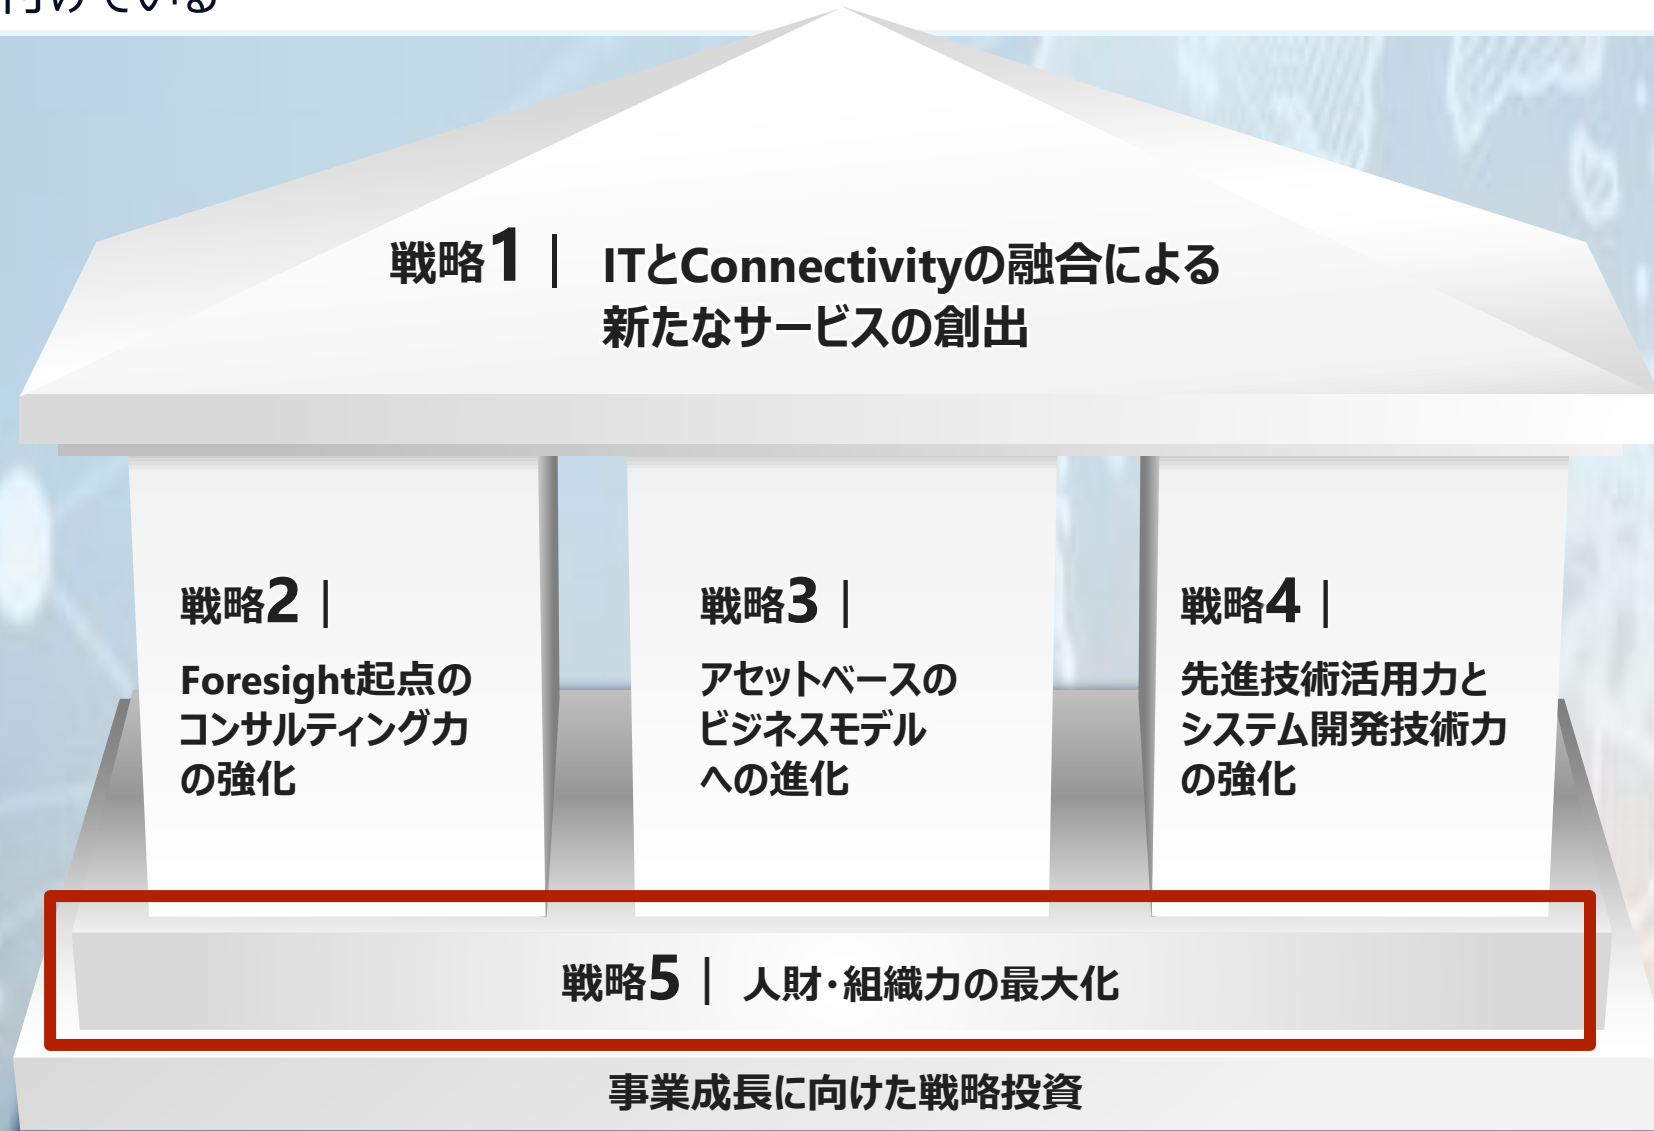 付けている
戦略1｜ ITとConnectivityの融合による
新たなサービスの創出
戦略2｜
Foresight起点の
コンサルティング力
の強化
戦略3｜
アセットベースの
ビジネスモデル
への進化
戦略4｜
先進技術活用力と
システム開発技術力
の強化
戦略5｜ 人財・組織力の最大化
事業成長に向けた戦略投資